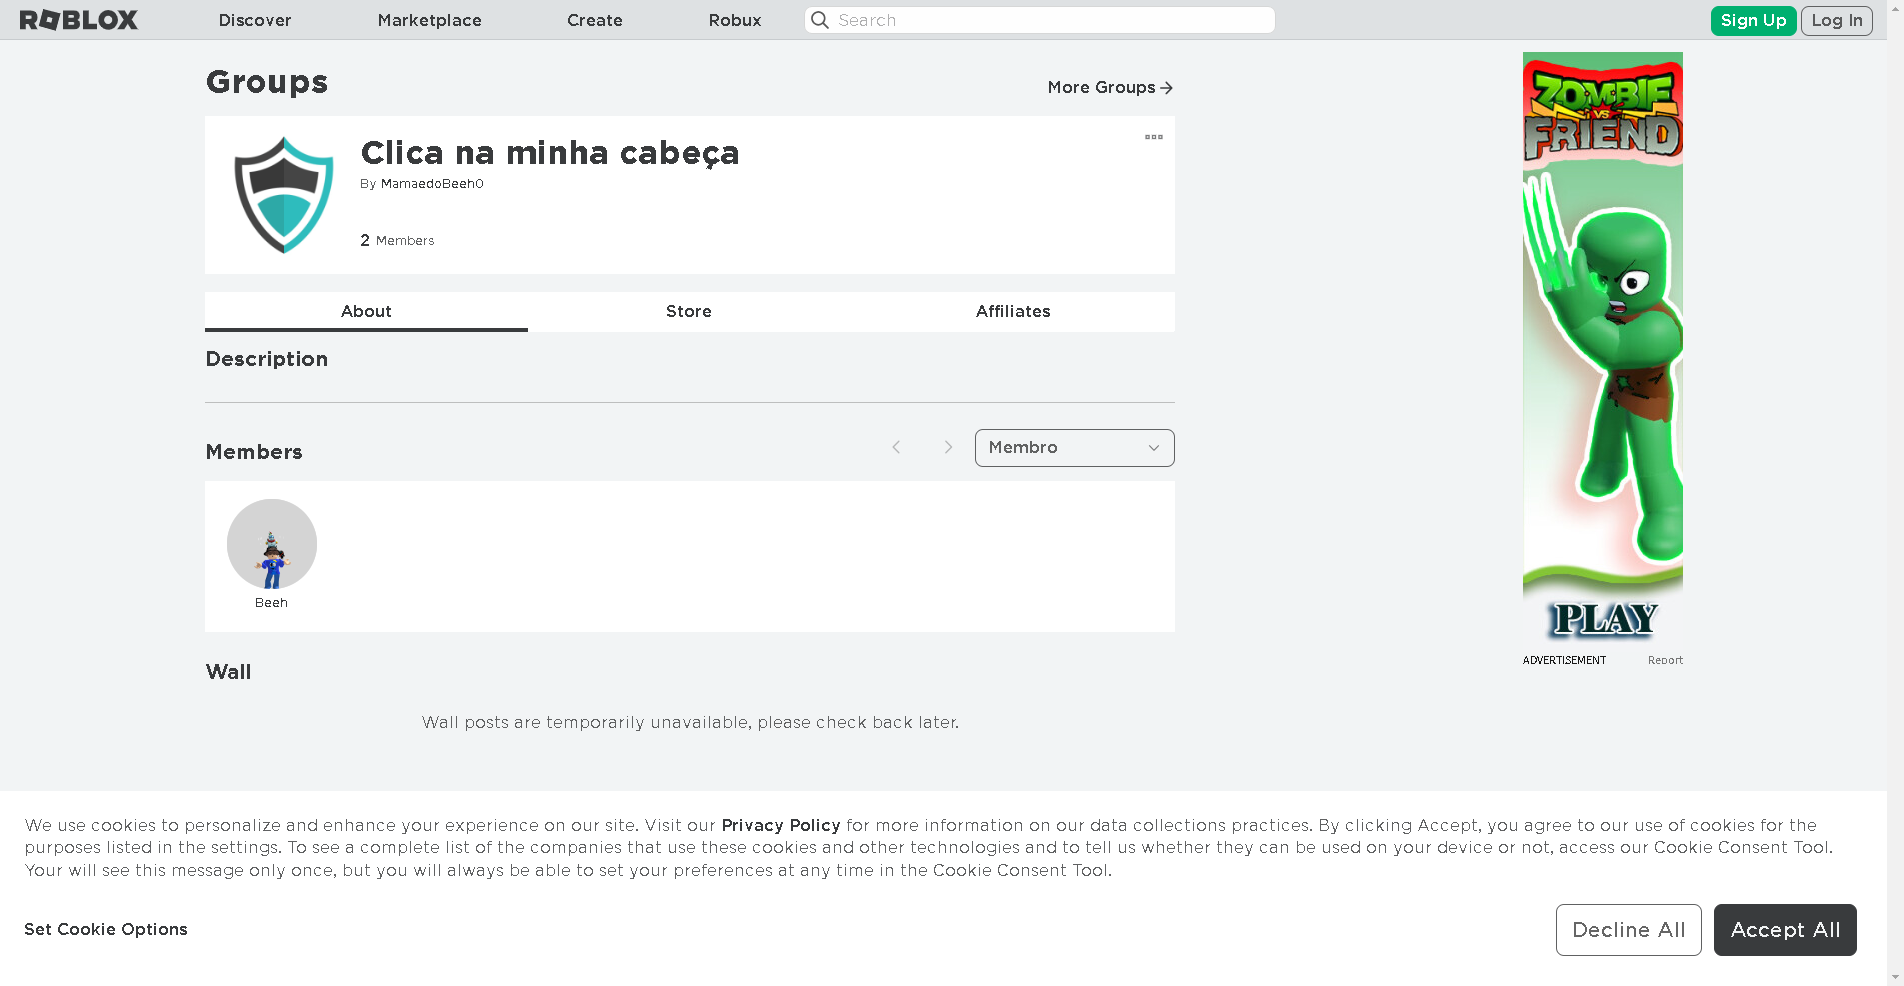 ROBLOX
Discover
Marketplace
Create
Robux
Search
Sign Up
Log In
Groups
More Groups
Clica na minha cabeça
By MamaedoBeeh0
2 Members
About
Store
Affiliates
Description
Members
Membro
Beeh
Wall
Wall posts are temporarily unavailable, please check back later.
ZOMBIE
VS
FRIEND
PLAY
ADVERTISEMENT
Report
We use cookies to personalize and enhance your experience on our site. Visit our Privacy Policy for more information on our data collections practices. By clicking Accept, you agree to our use of cookies for the
purposes listed in the settings. To see a complete list of the companies that use these cookies and other technologies and to tell us whether they can be used on your device or not, access our Cookie Consent Tool.
Your will see this message only once, but you will always be able to set your preferences at any time in the Cookie Consent Tool.
Set Cookie Options
Decline All
Accept All